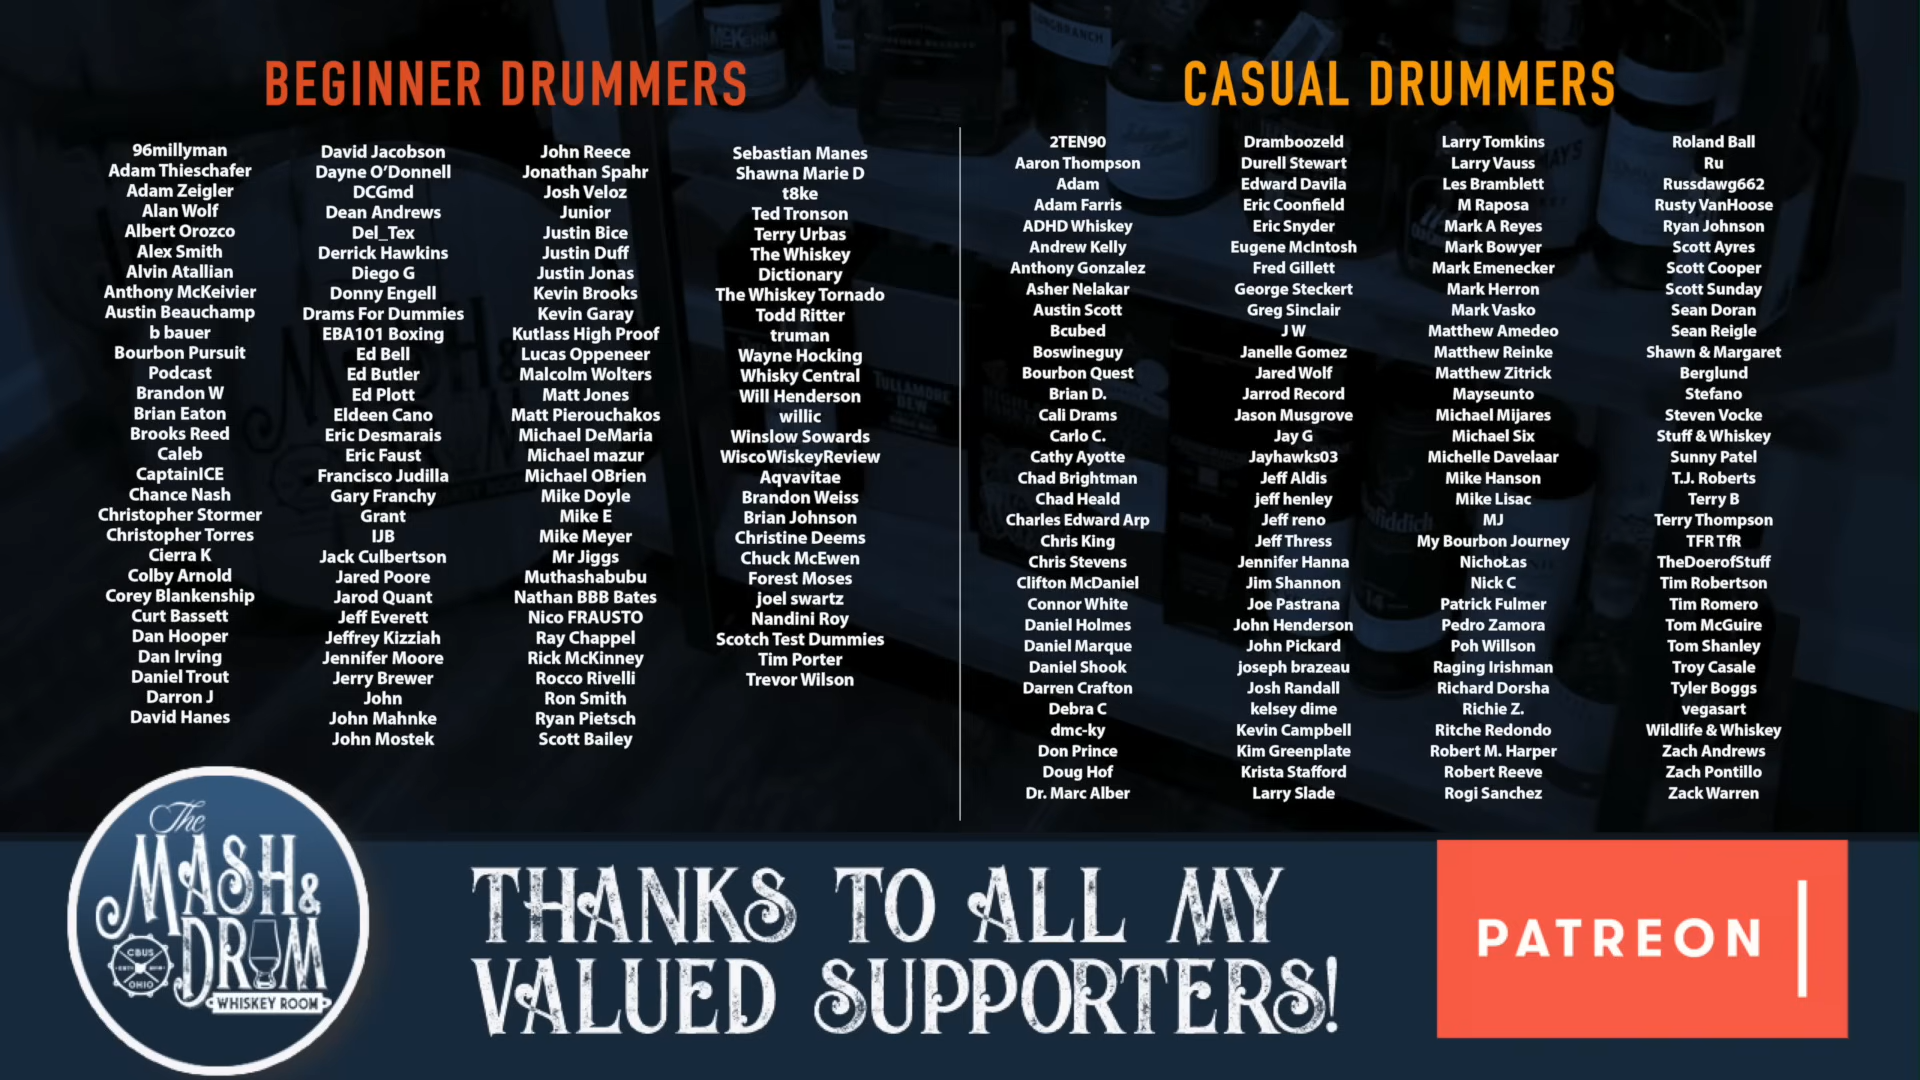 BEGINNER DRUMMERS
96millyman
Adam Thieschafer
Adam Zeigler
Alan Wolf
Albert Orozco
Alex Smith
Alvin Atallian
Anthony McKeivier
Austin Beauchamp
b bauer
Bourbon Pursuit
Podcast
Brandon W
Brian Eaton
Brooks Reed
Caleb
CaptainICE
Chance Nash
Christopher Stormer
Christopher Torres
Cierra K
Colby Arnold
Corey Blankenship
Curt Bassett
Dan Hooper
Dan Irving
Daniel Trout
Darron J
David Hanes
David Jacobson
Dayne O’Donnell
DCGmd
Dean Andrews
Del_Tex
Derrick Hawkins
Diego G
Donny Engell
Drams For Dummies
EBA101 Boxing
Ed Bell
Ed Butler
Ed Plott
Eldeen Cano
Eric Desmarais
Eric Faust
Francisco Judilla
Gary Franchy
Grant
IJB
Jack Culbertson
Jared Poore
Jarod Quant
Jeff Everett
Jeffrey Kizziah
Jennifer Moore
Jerry Brewer
John
John Mahnke
John Mostek
John Reece
Jonathan Spahr
Josh Veloz
Junior
Justin Bice
Justin Duff
Justin Jonas
Kevin Brooks
Kevin Garay
Kutlass High Proof
Lucas Oppeneer
Malcolm Wolters
Matt Jones
Matt Pierouchakos
Michael DeMaria
Michael mazur
Michael OBrien
Mike Doyle
Mike E
Mike Meyer
Mr Jiggs
Muthashabubu
Nathan BBB Bates
Nico FRAUSTO
Ray Chappel
Rick McKinney
Rocco Rivelli
Ron Smith
Ryan Pietsch
Scott Bailey
Sebastian Manes
Shawna Marie D
t8ke
Ted Tronson
Terry Urbas
The Whiskey
Dictionary
The Whiskey Tornado
Todd Ritter
truman
Wayne Hocking
Whisky Central
Will Henderson
willic
Winslow Sowards
WiscoWiskeyReview
Aqvavitae
Brandon Weiss
Brian Johnson
Christine Deems
Chuck McEwen
Forest Moses
joel swartz
Nandini Roy
Scotch Test Dummies
Tim Porter
Trevor Wilson
CASUAL DRUMMERS
2TEN90
Aaron Thompson
Adam
Adam Farris
ADHD Whiskey
Andrew Kelly
Anthony Gonzalez
Asher Nelakar
Austin Scott
Bcubed
Boswineguy
Bourbon Quest
Brian D.
Cali Drams
Carlo C.
Cathy Ayotte
Chad Brightman
Chad Heald
Charles Edward Arp
Chris King
Chris Stevens
Clifton McDaniel
Connor White
Daniel Holmes
Daniel Marque
Daniel Shook
Darren Crafton
Debra C
dmc-ky
Don Prince
Doug Hof
Dr. Marc Alber
Dramboozeld
Durell Stewart
Edward Davila
Eric Coonfield
Eric Snyder
Eugene McIntosh
Fred Gillett
George Steckert
Greg Sinclair
J W
Janelle Gomez
Jared Wolf
Jarrod Record
Jason Musgrove
Jay G
Jayhawks03
Jeff Aldis
jeff henley
Jeff reno
Jeff Thress
Jennifer Hanna
Jim Shannon
Joe Pastrana
John Henderson
John Pickard
joseph brazeau
Josh Randall
kelsey dime
Kevin Campbell
Kim Greenplate
Krista Stafford
Larry Slade
Larry Tomkins
Larry Vauss
Les Bramblett
M Raposa
Mark A Reyes
Mark Bowyer
Mark Emenecker
Mark Herron
Mark Vasko
Matthew Amedeo
Matthew Reinke
Matthew Zitrick
Mayseunto
Michael Mijares
Michael Six
Michelle Davelaar
Mike Hanson
Mike Lisac
MJ
My Bourbon Journey
NichoŁas
Nick C
Patrick Fulmer
Pedro Zamora
Poh Willson
Raging Irishman
Richard Dorsha
Richie Z.
Ritche Redondo
Robert M. Harper
Robert Reeve
Rogi Sanchez
Roland Ball
Ru
Russdawg662
Rusty VanHoose
Ryan Johnson
Scott Ayres
Scott Cooper
Scott Sunday
Sean Doran
Sean Reigle
Shawn & Margaret
Berglund
Stefano
Steven Vocke
Stuff & Whiskey
Sunny Patel
T.J. Roberts
Terry B
Terry Thompson
TFR TfR
TheDoerofStuff
Tim Robertson
Tim Romero
Tom McGuire
Tom Shanley
Troy Casale
Tyler Boggs
vegasart
Wildlife & Whiskey
Zach Andrews
Zach Pontillo
Zack Warren
The
MASH &
DRUM
CBUS
OHIO
WHISKEY ROOM
THANKS TO ALL MY
VALUED SUPPORTERS!
PATREON
LONGBRANCH
TULLAMORE
DEW